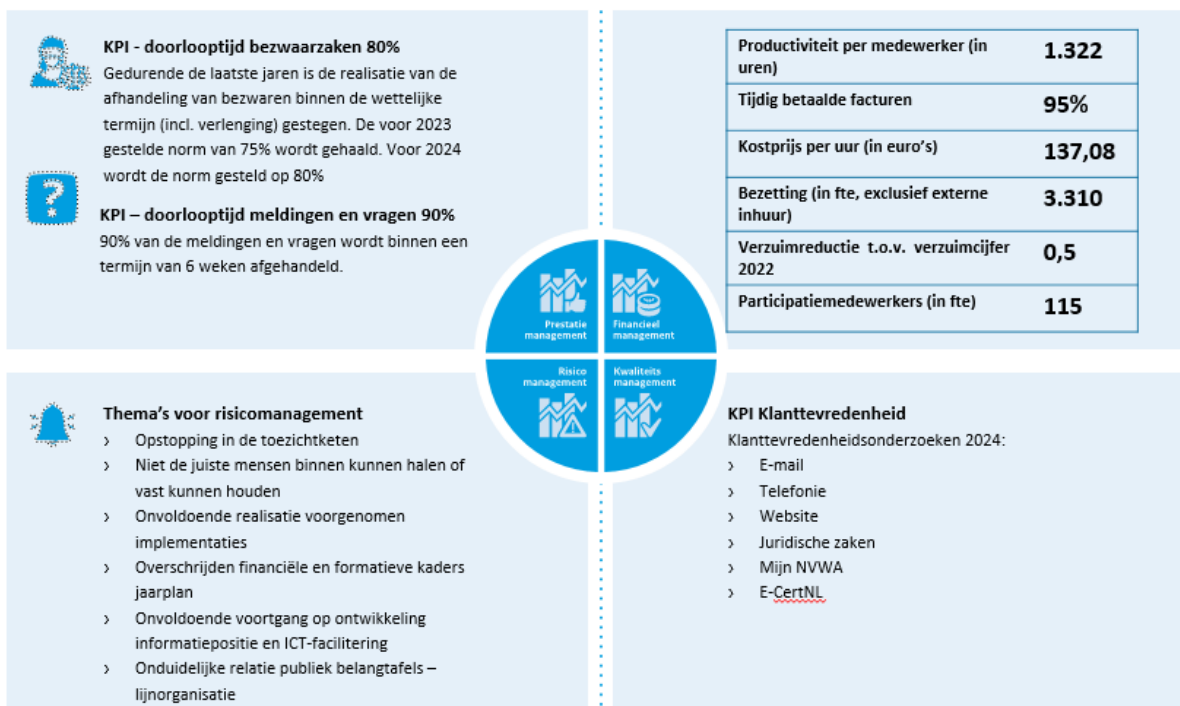 KPI - doorlooptijd bezwaarzaken 80%
Gedurende de laatste jaren is de realisatie van de
afhandeling van bezwaren binnen de wettelijke
termijn (incl. verlenging) gestegen. De voor 2023
gestelde norm van 75% wordt gehaald. Voor 2024
wordt de norm gesteld op 80%
?
KPI – doorlooptijd meldingen en vragen 90%
90% van de meldingen en vragen wordt binnen een
termijn van 6 weken afgehandeld.
Productiviteit per medewerker (in
uren) 1.322
Tijdig betaalde facturen 95%
Kostprijs per uur (in euro’s) 137,08
Bezetting (in fte, exclusief externe
inhuur) 3.310
Verzuimreductie t.o.v. verzuimcijfer
2022 0,5
Participatiemedewerkers (in fte) 115
Prestatie
management
Financieel
management
Risico
management
Kwaliteits
management
Thema’s voor risicomanagement
› Opstopping in de toezichtketen
› Niet de juiste mensen binnen kunnen halen of
vast kunnen houden
› Onvoldoende realisatie voorgenomen
implementaties
› Overschrijden financiële en formatieve kaders
jaarplan
› Onvoldoende voortgang op ontwikkeling
informatiepositie en ICT-facilitering
› Onduidelijke relatie publiek belangtafels –
lijnorganisatie
KPI Klanttevredenheid
Klanttevredenheidsonderzoeken 2024:
› E-mail
› Telefonie
› Website
› Juridische zaken
› Mijn NVWA
› E-CertNL